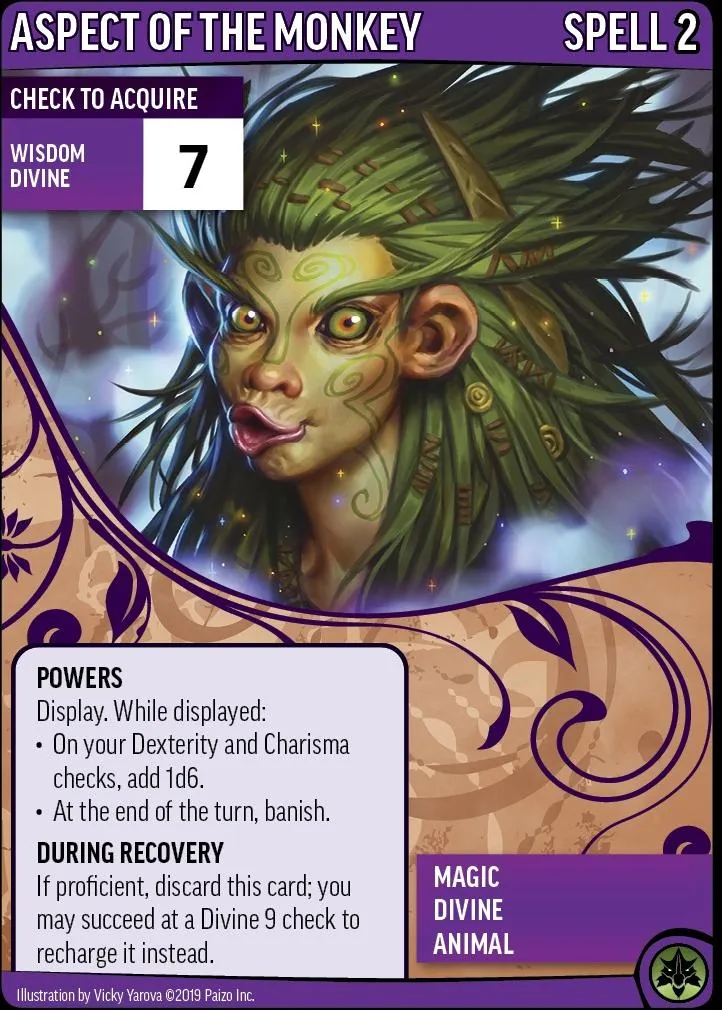 ASPECT OF THE MONKEY SPELL 2
CHECK TO ACQUIRE
WISDOM
DIVINE
7
POWERS
Display. While displayed:
• On your Dexterity and Charisma
checks, add 1d6.
• At the end of the turn, banish.
DURING RECOVERY
If proficient, discard this card; you
may succeed at a Divine 9 check to
recharge it instead.
MAGIC
DIVINE
ANIMAL
Illustration by Vicky Yarova ©2019 Paizo Inc.